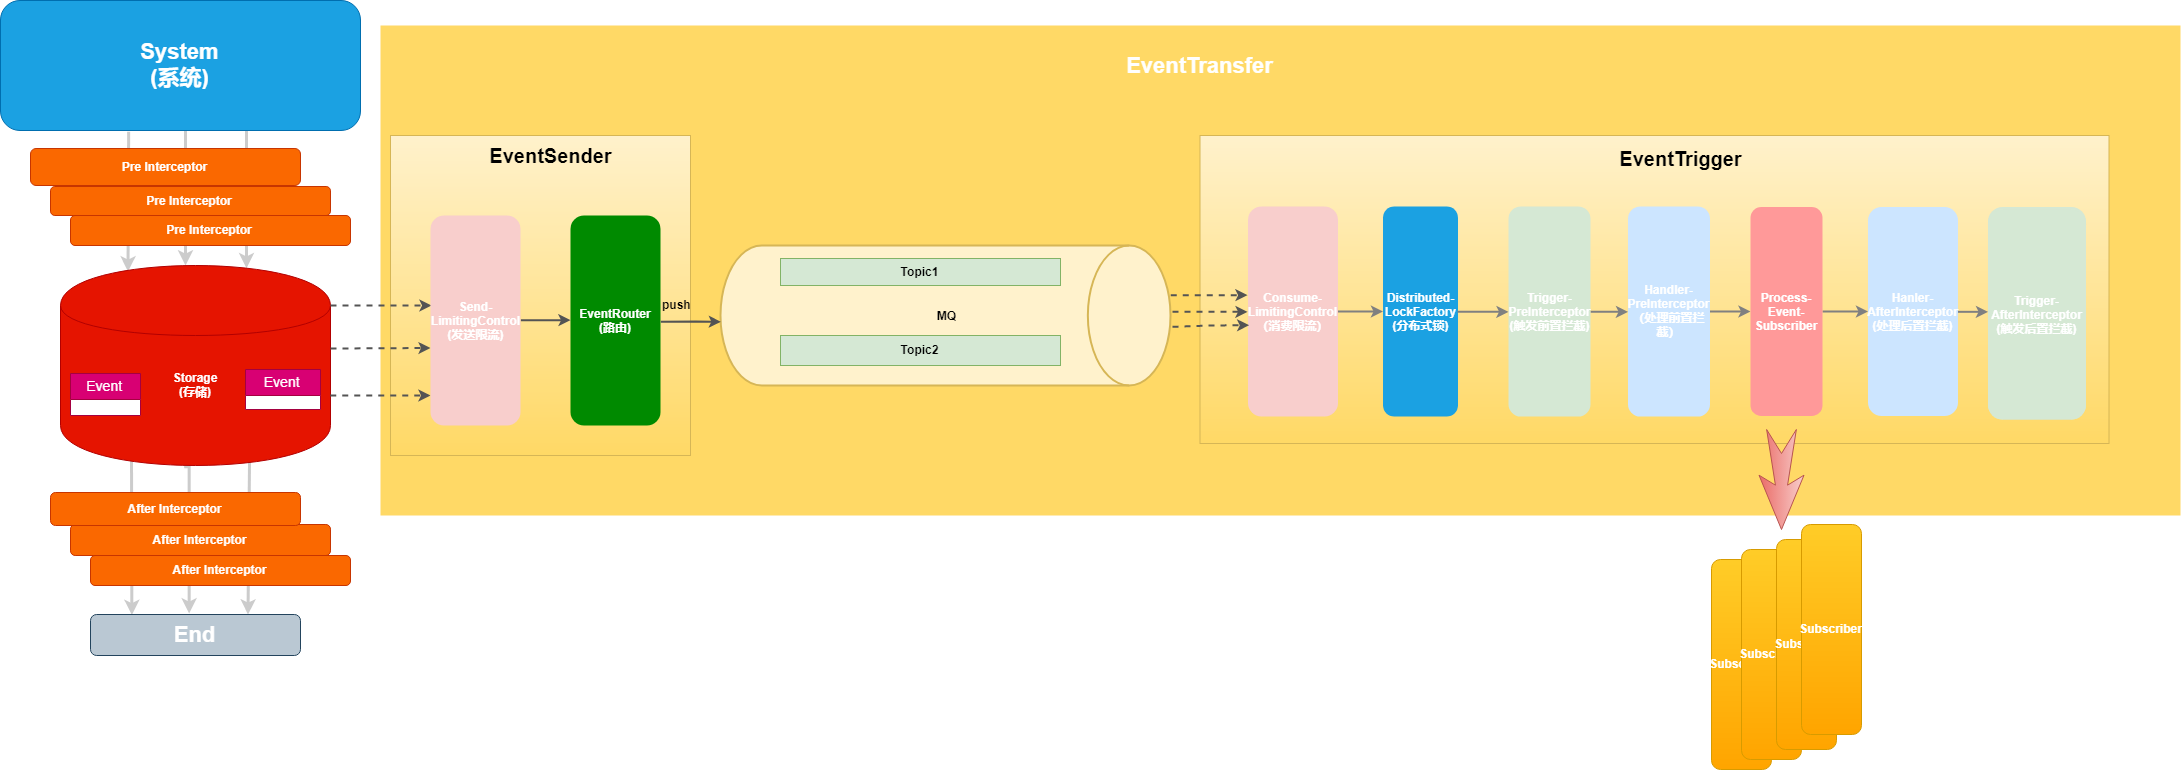 System
(系统)
EventTransfer
Pre Interceptor
Pre Interceptor
Pre Interceptor
Storage
(存储)
Event
Event
After Interceptor
After Interceptor
After Interceptor
End
EventSender
Send-
LimitingControl
(发送限流)
EventRouter
(路由)
push
Topic1
MQ
Topic2
EventTrigger
Consume-
LimitingControl
(消费限流)
Distributed-
LockFactory
(分布式锁)
Trigger-
PreInterceptor
(触发前置拦截)
Handler-
PreInterceptor
(处理前置拦
截)
Process-
Event-
Subscriber
Hanler-
AfterInterceptor
(处理后置拦截)
Trigger-
AfterInterceptor
(触发后置拦截)
Subs
Subsc
Subs
Subscriber